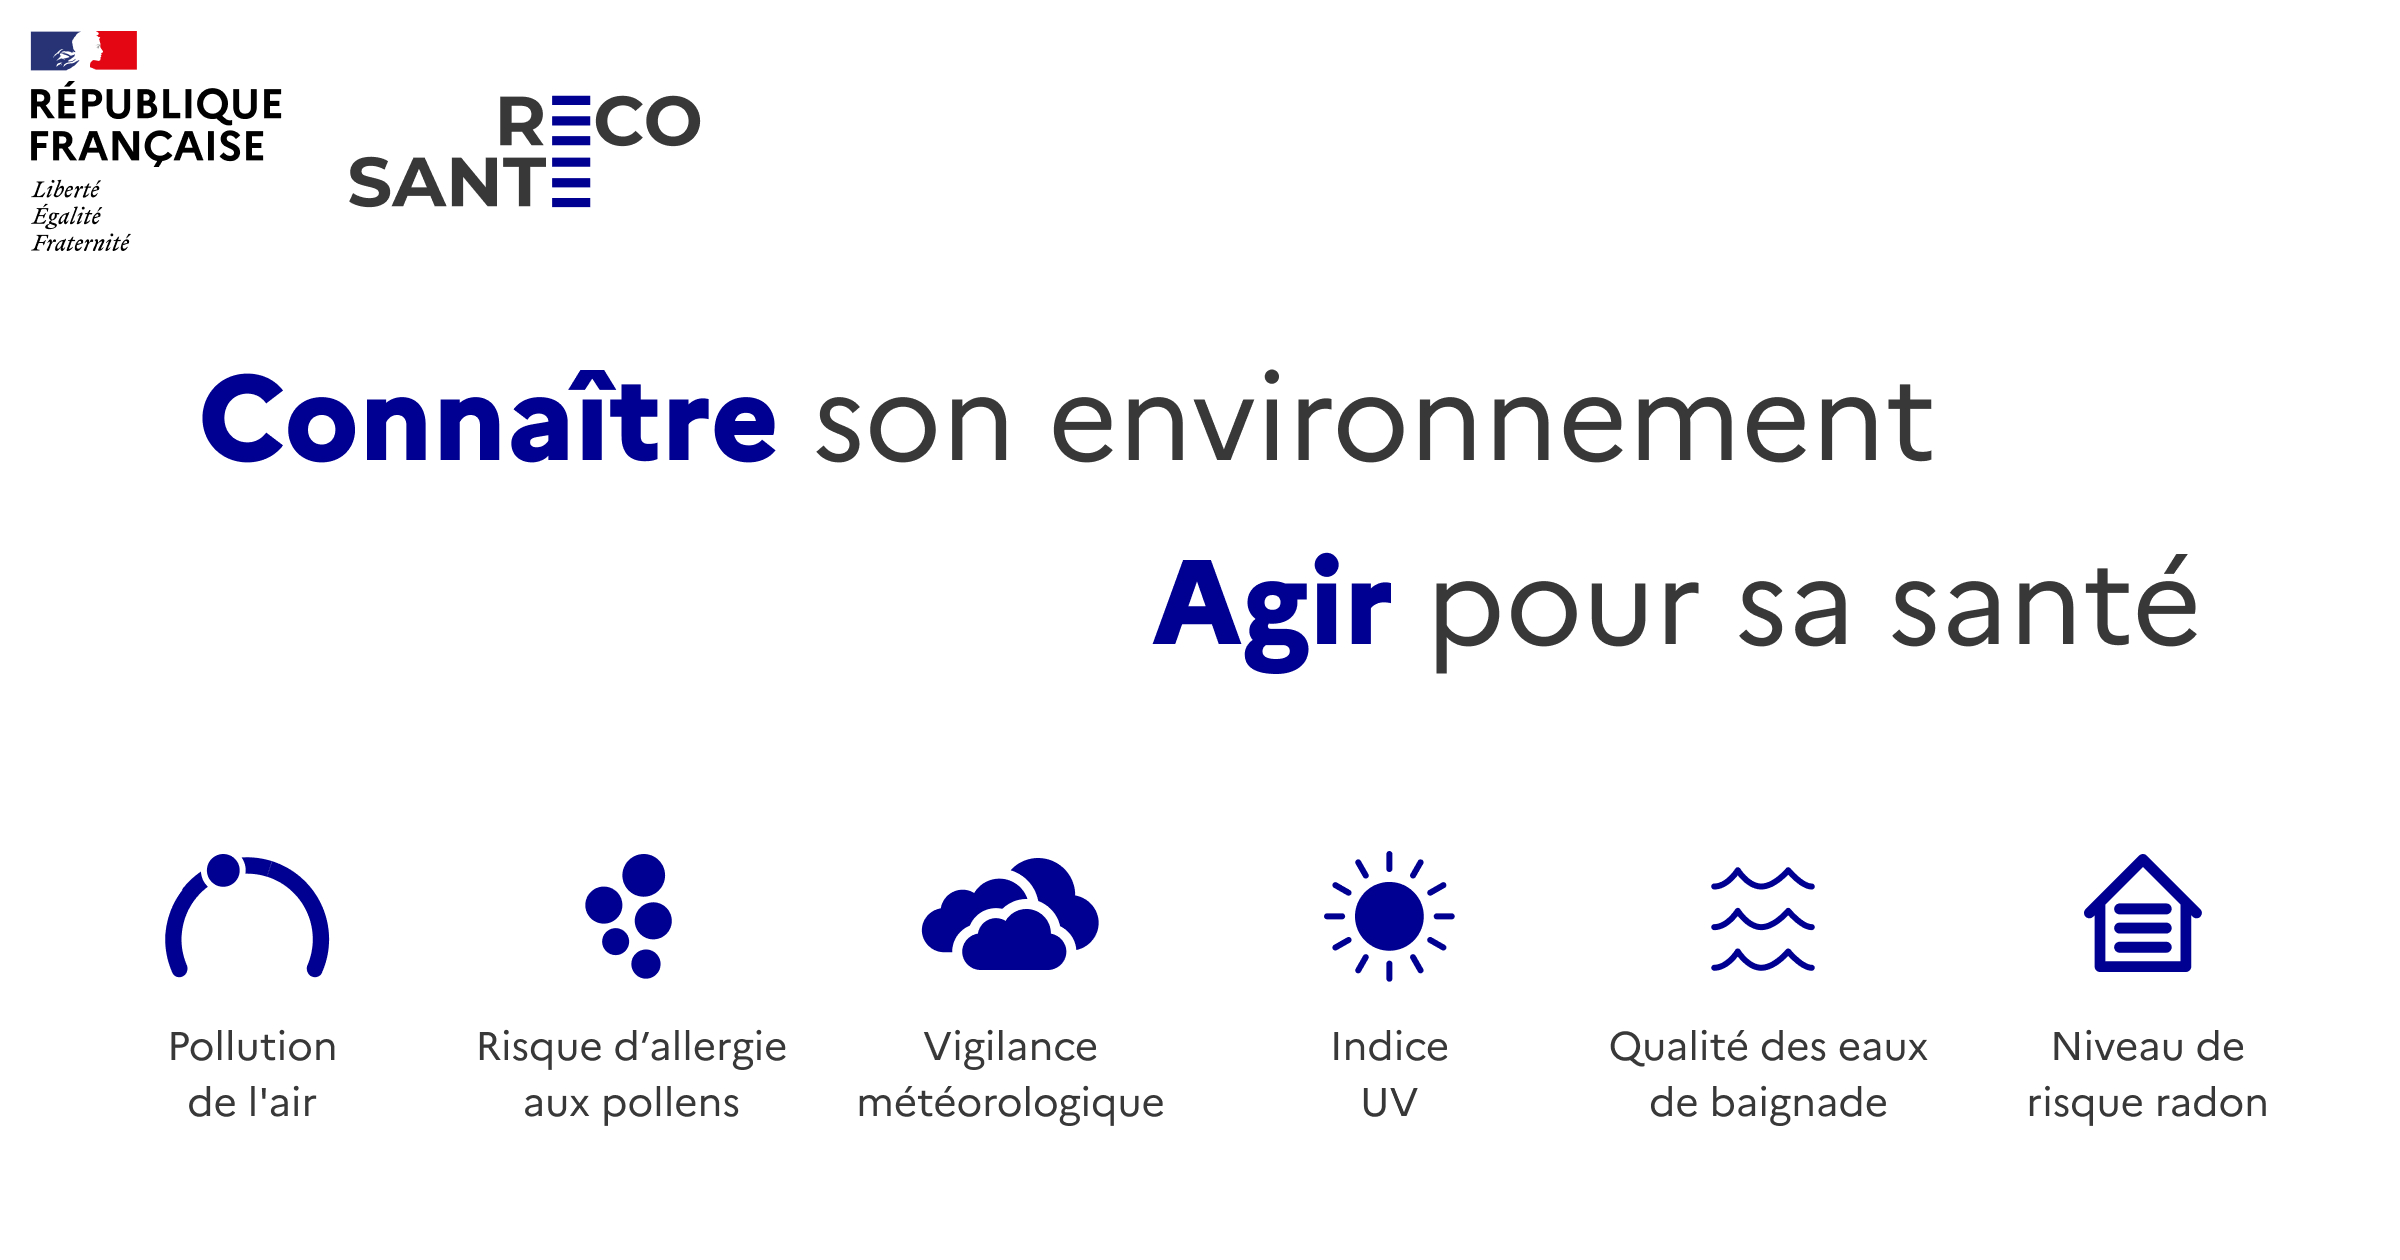 RÉPUBLIQUE
FRANÇAISE
Liberté
Égalité
Fraternité
RECO
SANTE
Connaître son environnement
Agir pour sa santé
Pollution
de l'air
Risque d’allergie
aux pollens
Vigilance
météorologique
Indice
UV
Qualité des eaux
de baignade
Niveau de
risque radon